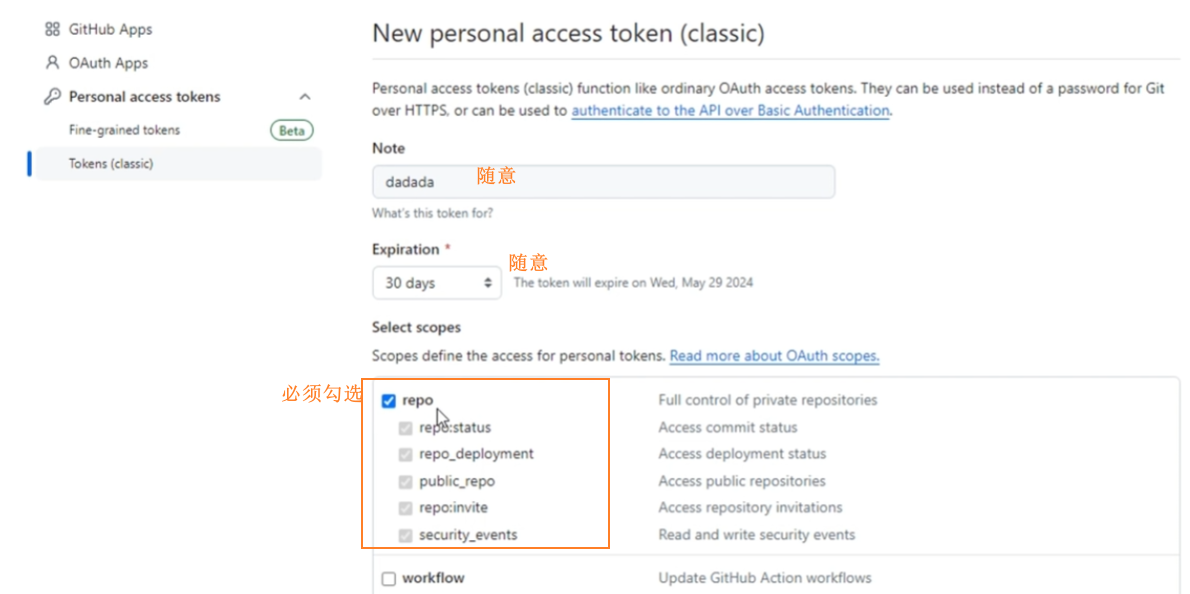 GitHub Apps
OAuth Apps
Personal access tokens
Fine-grained tokens
Beta
Tokens (classic)
New personal access token (classic)
Personal access tokens (classic) function like ordinary OAuth access tokens. They can be used instead of a password for Git
over HTTPS, or can be used to authenticate to the API over Basic Authentication.
Note
dadada
随意
What's this token for?
Expiration *
随意
30 days
The token will expire on Wed, May 29 2024
Select scopes
Scopes define the access for personal tokens. Read more about OAuth scopes.
必须勾选
repo
Full control of private repositories
repo:status
Access commit status
repo_deployment
Access deployment status
public_repo
Access public repositories
repo:invite
Access repository invitations
security_events
Read and write security events
workflow
Update GitHub Action workflows